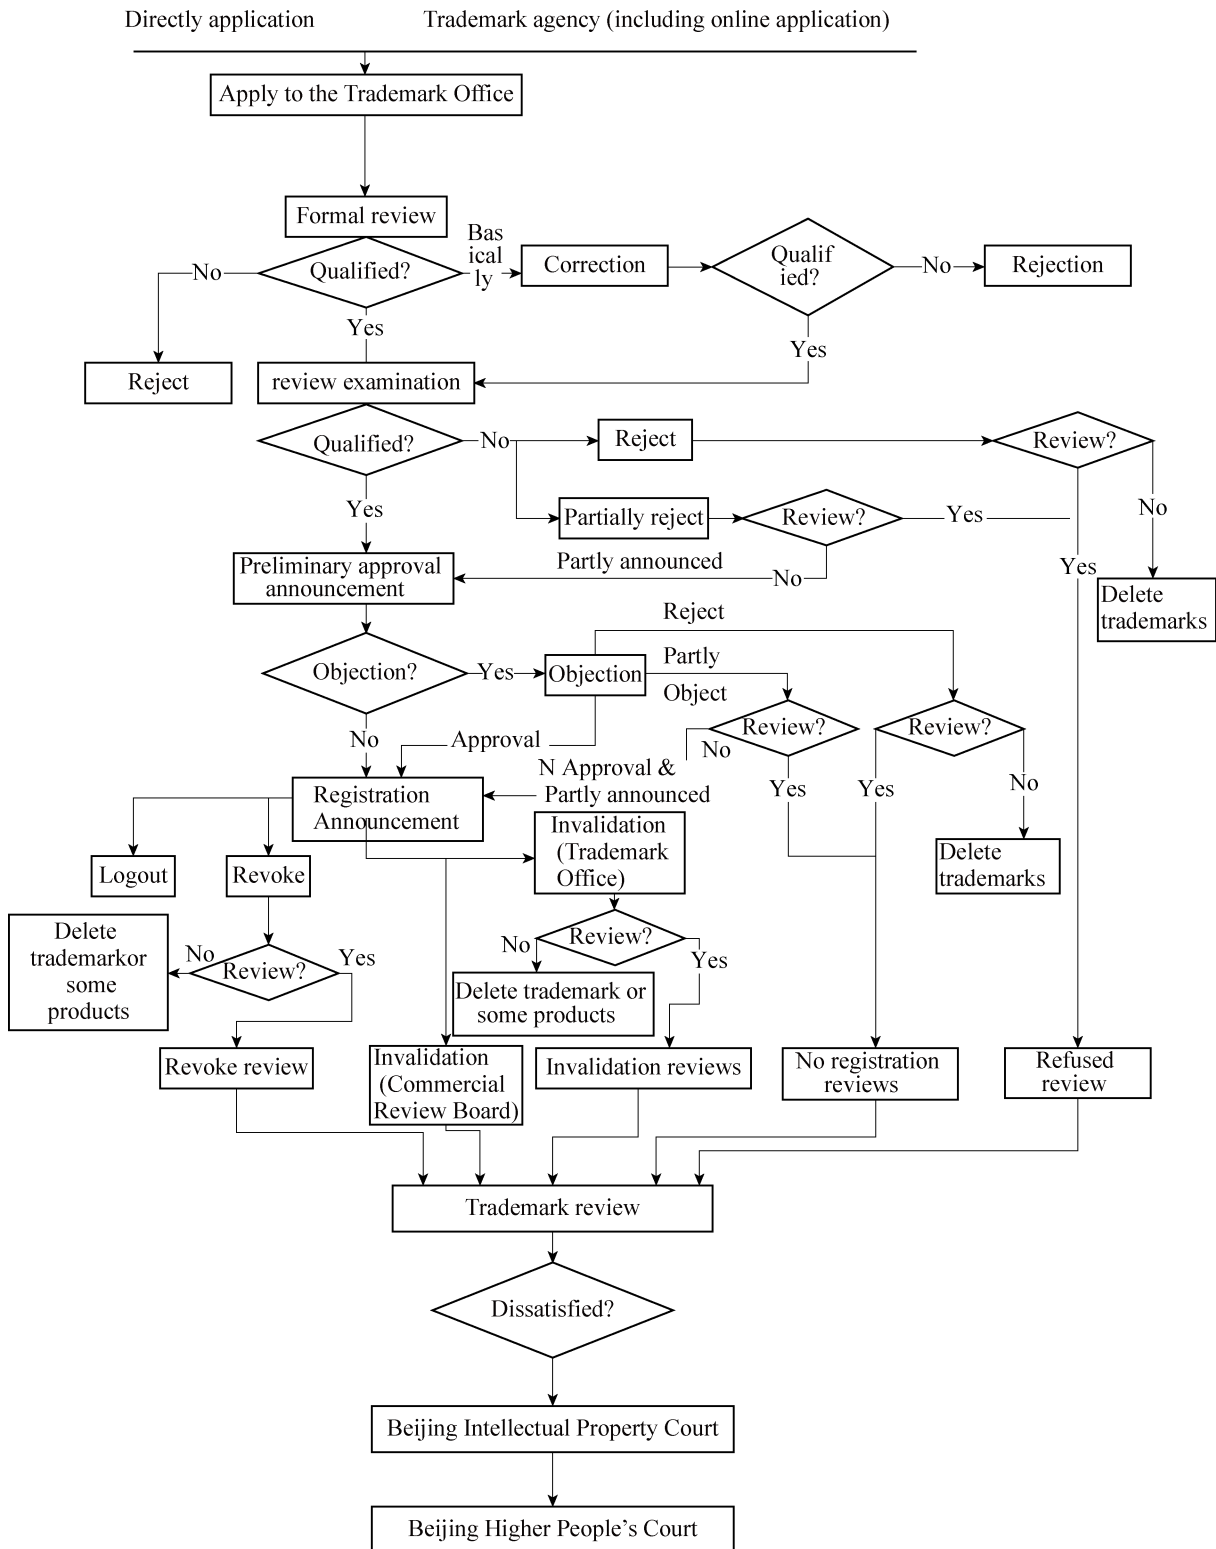 Directly application
Trademark agency (including online application)
Apply to the Trademark Office
Formal review
Qualified?
No
Bas
ical
ly
Correction
Qualif
ied?
No
Rejection
Yes
Yes
Reject
review examination
Qualified?
No
Reject
Review?
Yes
Partially reject
Review?
Yes
No
Yes
Partly announced
No
Preliminary approval
announcement
Delete
trademarks
Reject
Objection?
Yes
Objection
Partly
Object
Review?
Review?
No
Approval
No
N Approval &
Partly announced
Yes
Yes
No
Registration
Announcement
Invalidation
(Trademark
Office)
Delete
trademarks
Logout
Revoke
Delete
trademarkor
some
products
No
Review?
Yes
No
Review?
Yes
Delete trademark or
some products
Revoke review
Invalidation
(Commercial
Review Board)
Invalidation reviews
No registration
reviews
Refused
review
Trademark review
Dissatisfied?
Beijing Intellectual Property Court
Beijing Higher People's Court